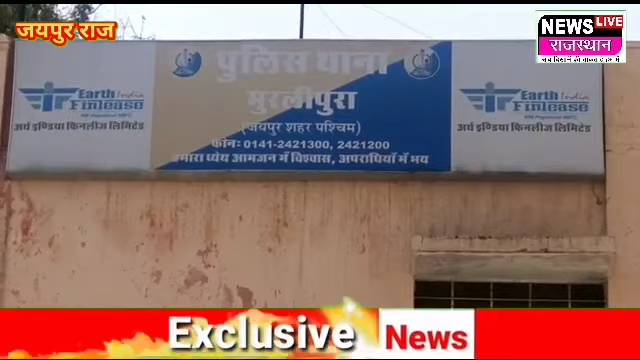 जयपुर राज
NEWS LIVE
राजस्थान
Earth India
Finlease
अर्थ इण्डिया फिनलीज लिमिटेड
पुलिस थाना
मुरलीपुरा
(जयपुर शहर पश्चिम)
फोनः 0141-2421300, 2421200
हमारा ध्येय आमजन में विश्वास, अपराधियों में भय
Earth India
Finlease
अर्थ इण्डिया फिनलीज लिमिटेड
Exclusive News